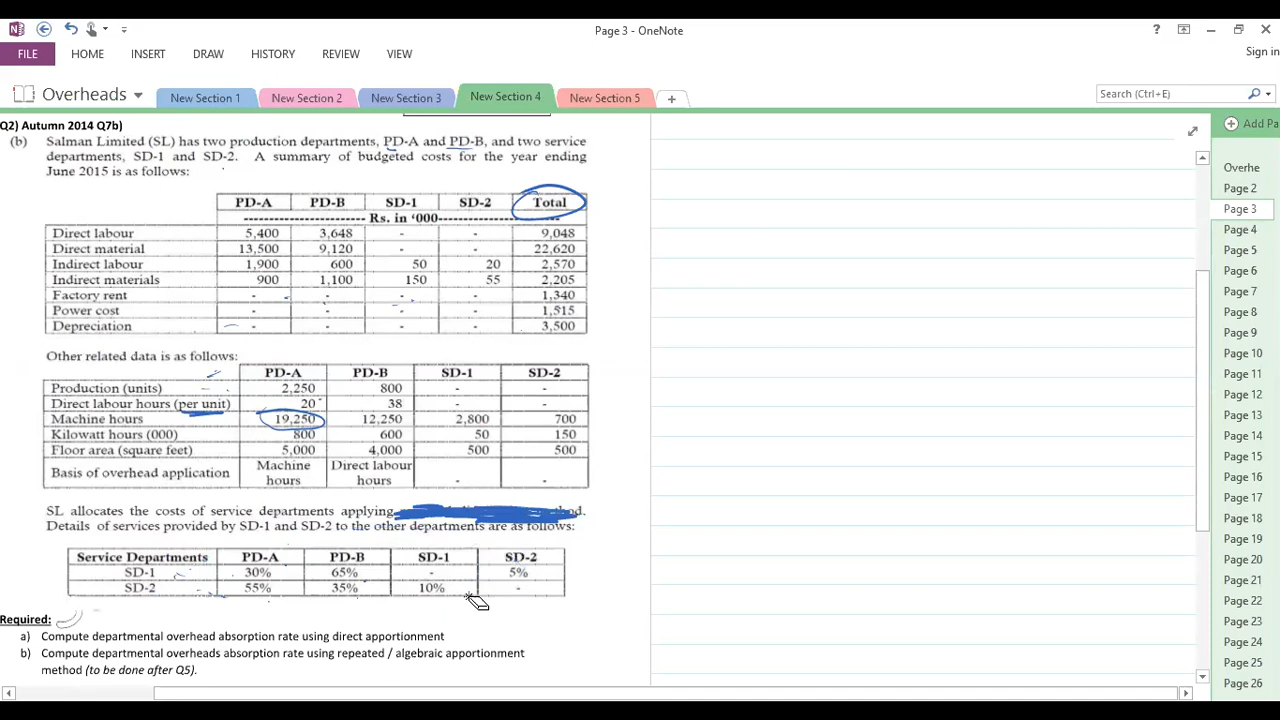 Page 3 - OneNote
Sign in
FILE HOME INSERT DRAW HISTORY REVIEW VIEW
Overheads New Section 1 New Section 2 New Section 3 New Section 4 New Section 5 Search (Ctrl+E)
Q2) Autumn 2014 Q7b)
(b) Salman Limited (SL) has two production departments, PD-A and PD-B, and two service
departments, SD-1 and SD-2. A summary of budgeted costs for the year ending
June 2015 is as follows:
PD-A PD-B SD-1 SD-2 Total
Rs. in '000
Direct labour 5,400 3,648 - - 9,048
Direct material 13,500 9,120 - - 22,620
Indirect labour 1,900 600 50 20 2,570
Indirect materials 900 1,100 150 55 2,205
Factory rent - - - - 1,340
Power cost - - - - 1,515
Depreciation - - - - 3,500
Other related data is as follows:
PD-A PD-B SD-1 SD-2
Production (units) 2,250 800 - -
Direct labour hours (per unit) 20 38 - -
Machine hours 19,250 12,250 2,800 700
Kilowatt hours (000) 800 600 50 150
Floor area (square feet) 5,000 4,000 500 500
Basis of overhead application Machine hours Direct labour hours - -
SL allocates the costs of service departments applying
Details of services provided by SD-1 and SD-2 to the other departments are as follows:
Service Departments PD-A PD-B SD-1 SD-2
SD-1 30% 65% - 5%
SD-2 55% 35% 10% -
Required:
a) Compute departmental overhead absorption rate using direct apportionment
b) Compute departmental overheads absorption rate using repeated / algebraic apportionment
method (to be done after Q5).
Add Pa
Overhe
Page 2
Page 3
Page 4
Page 5
Page 6
Page 7
Page 8
Page 9
Page 10
Page 11
Page 12
Page 13
Page 14
Page 15
Page 16
Page 17
Page 18
Page 19
Page 20
Page 21
Page 22
Page 23
Page 24
Page 25
Page 26